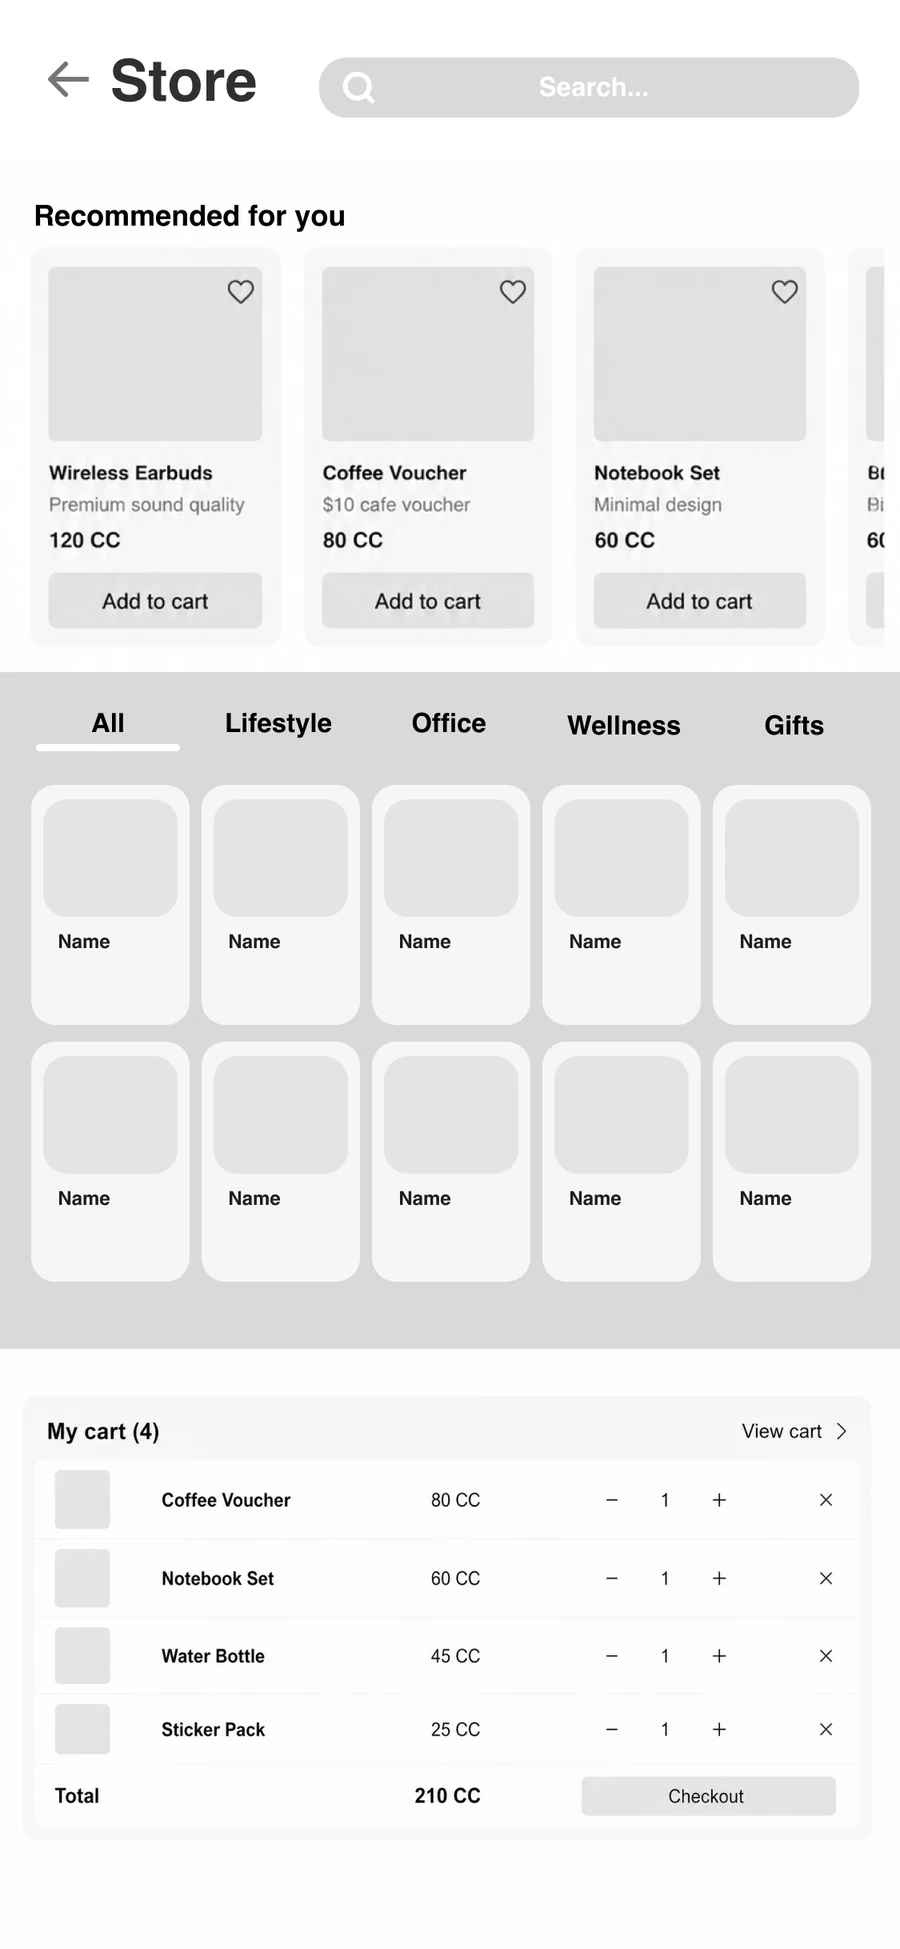 Store
Search...
Recommended for you
Wireless Earbuds
Premium sound quality
120 CC
Add to cart
Coffee Voucher
$10 cafe voucher
80 CC
Add to cart
Notebook Set
Minimal design
60 CC
Add to cart
60
All Lifestyle Office Wellness Gifts
Name Name Name Name Name
Name Name Name Name Name
My cart (4) View cart
Coffee Voucher 80 CC − 1 + ×
Notebook Set 60 CC − 1 + ×
Water Bottle 45 CC − 1 + ×
Sticker Pack 25 CC − 1 + ×
Total 210 CC Checkout